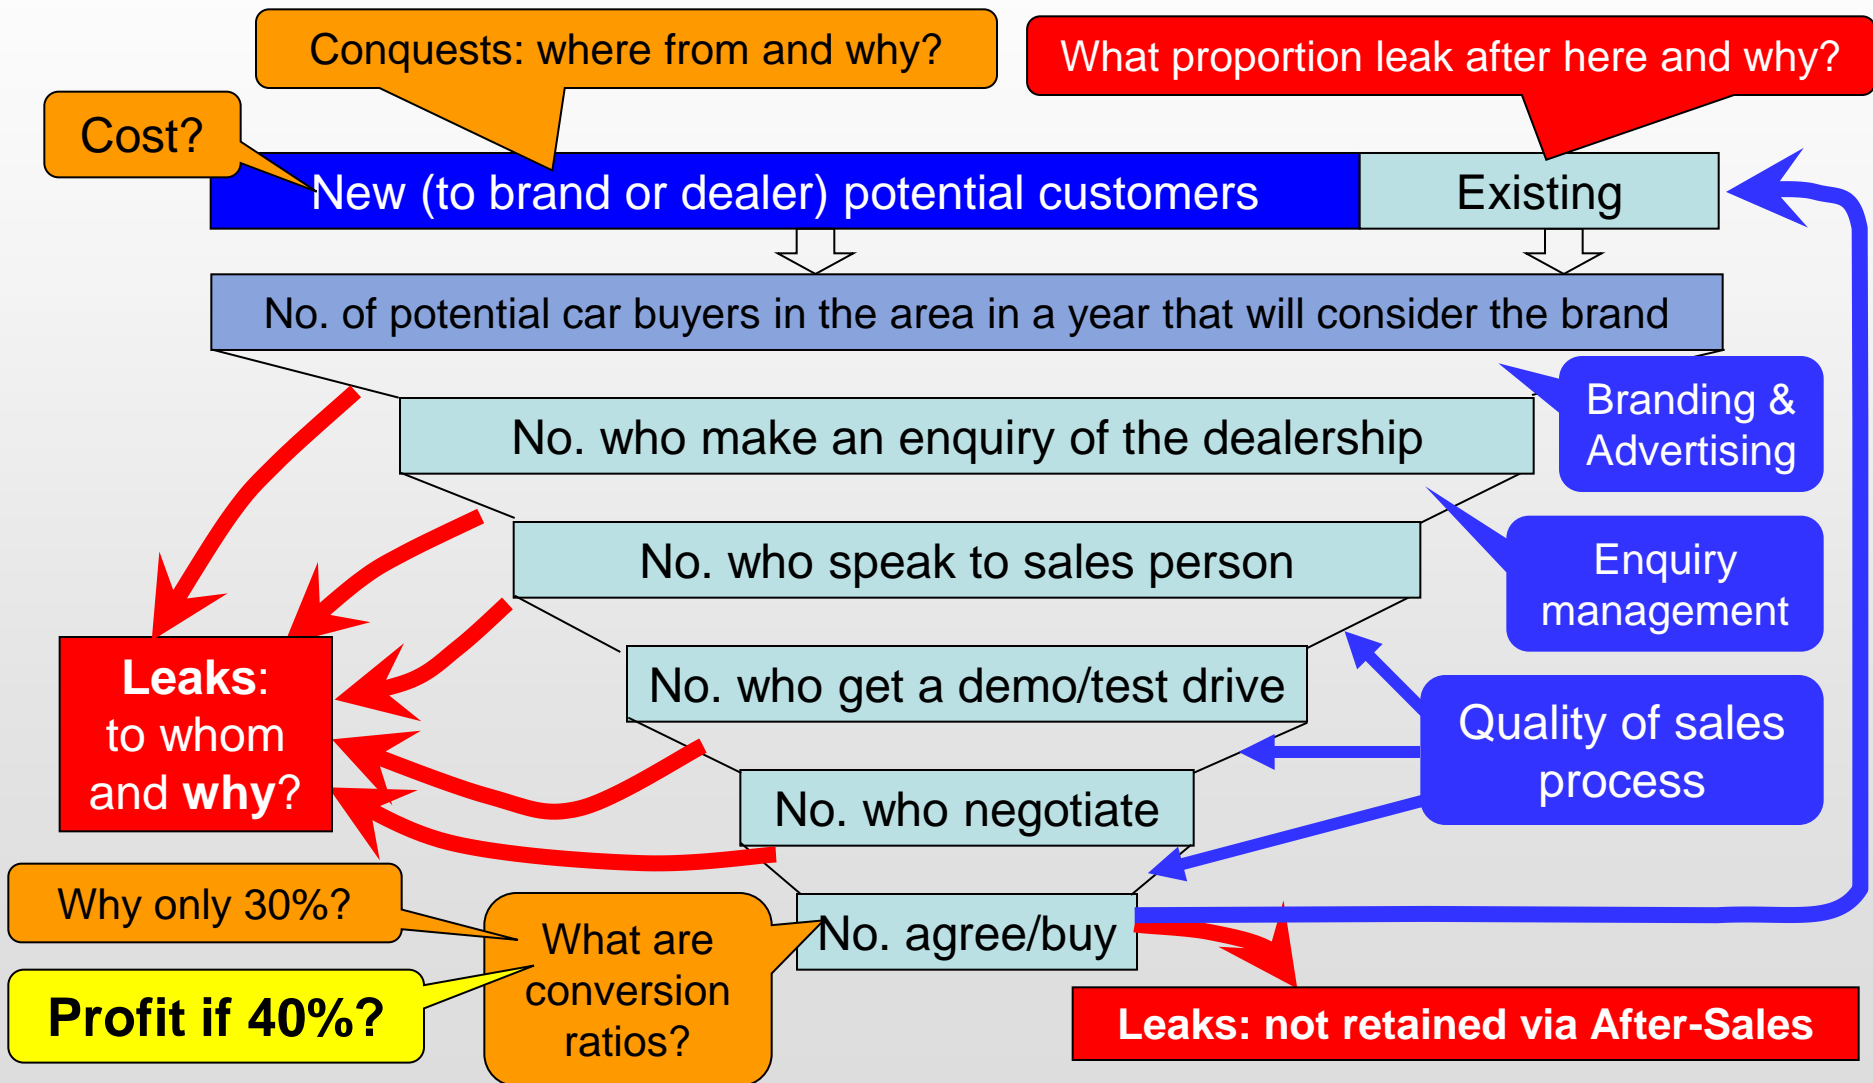 Conquests: where from and why?
What proportion leak after here and why?
Cost?
New (to brand or dealer) potential customers
Existing
No. of potential car buyers in the area in a year that will consider the brand
Branding &
Advertising
No. who make an enquiry of the dealership
No. who speak to sales person
Enquiry
management
Leaks:
to whom
and why?
No. who get a demo/test drive
Quality of sales
process
No. who negotiate
Why only 30%?
What are
conversion
ratios?
No. agree/buy
Profit if 40%?
Leaks: not retained via After-Sales